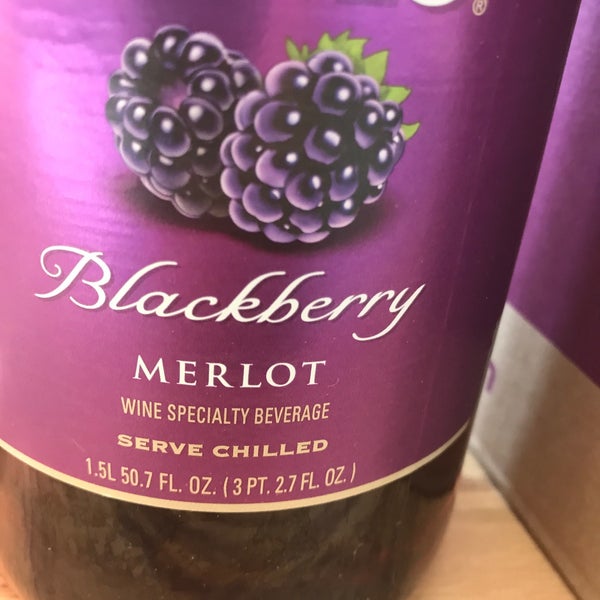 ®
Blackberry
MERLOT
WINE SPECIALTY BEVERAGE
SERVE CHILLED
1.5L 50.7 FL. OZ. ( 3 PT. 2.7 FL. OZ. )